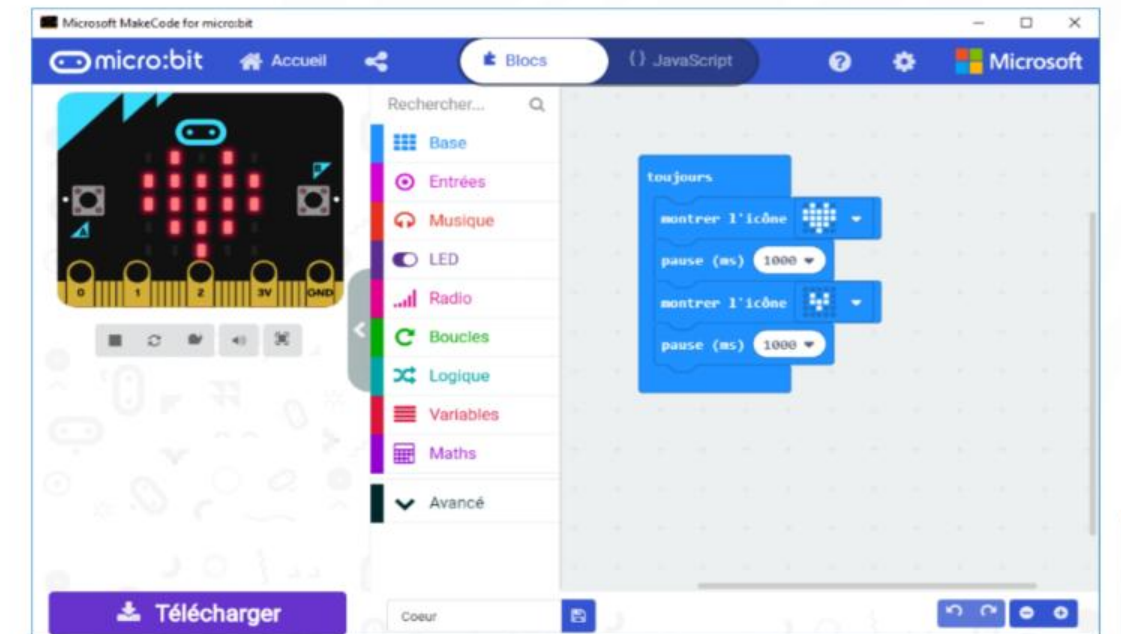 Microsoft MakeCode for micro:bit
micro:bit Accueil Blocs {} JavaScript ? Microsoft
Rechercher...
Base
Entrées
Musique
LED
Radio
Boucles
Logique
Variables
Maths
Avancé
B
A
0 1 2 3V GND
toujours
montrer l'icône
pause (ms) 1000
montrer l'icône
pause (ms) 1000
Télécharger
Coeur